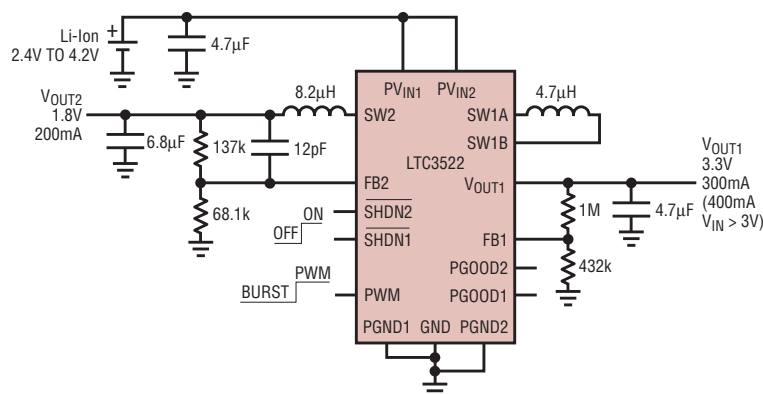 Li-Ion
2.4V TO 4.2V
+
4.7µF
PVIN1
PVIN2
VOUT2
1.8V
200mA
8.2µH
SW2
SW1A
4.7µH
SW1B
6.8µF
137k
12pF
LTC3522
VOUT1
VOUT1
3.3V
300mA
(400mA
VIN > 3V)
FB2
68.1k
ON
OFF
SHDN2
SHDN1
1M
4.7µF
FB1
432k
PGOOD2
PWM
BURST
PWM
PGOOD1
PGND1 GND PGND2